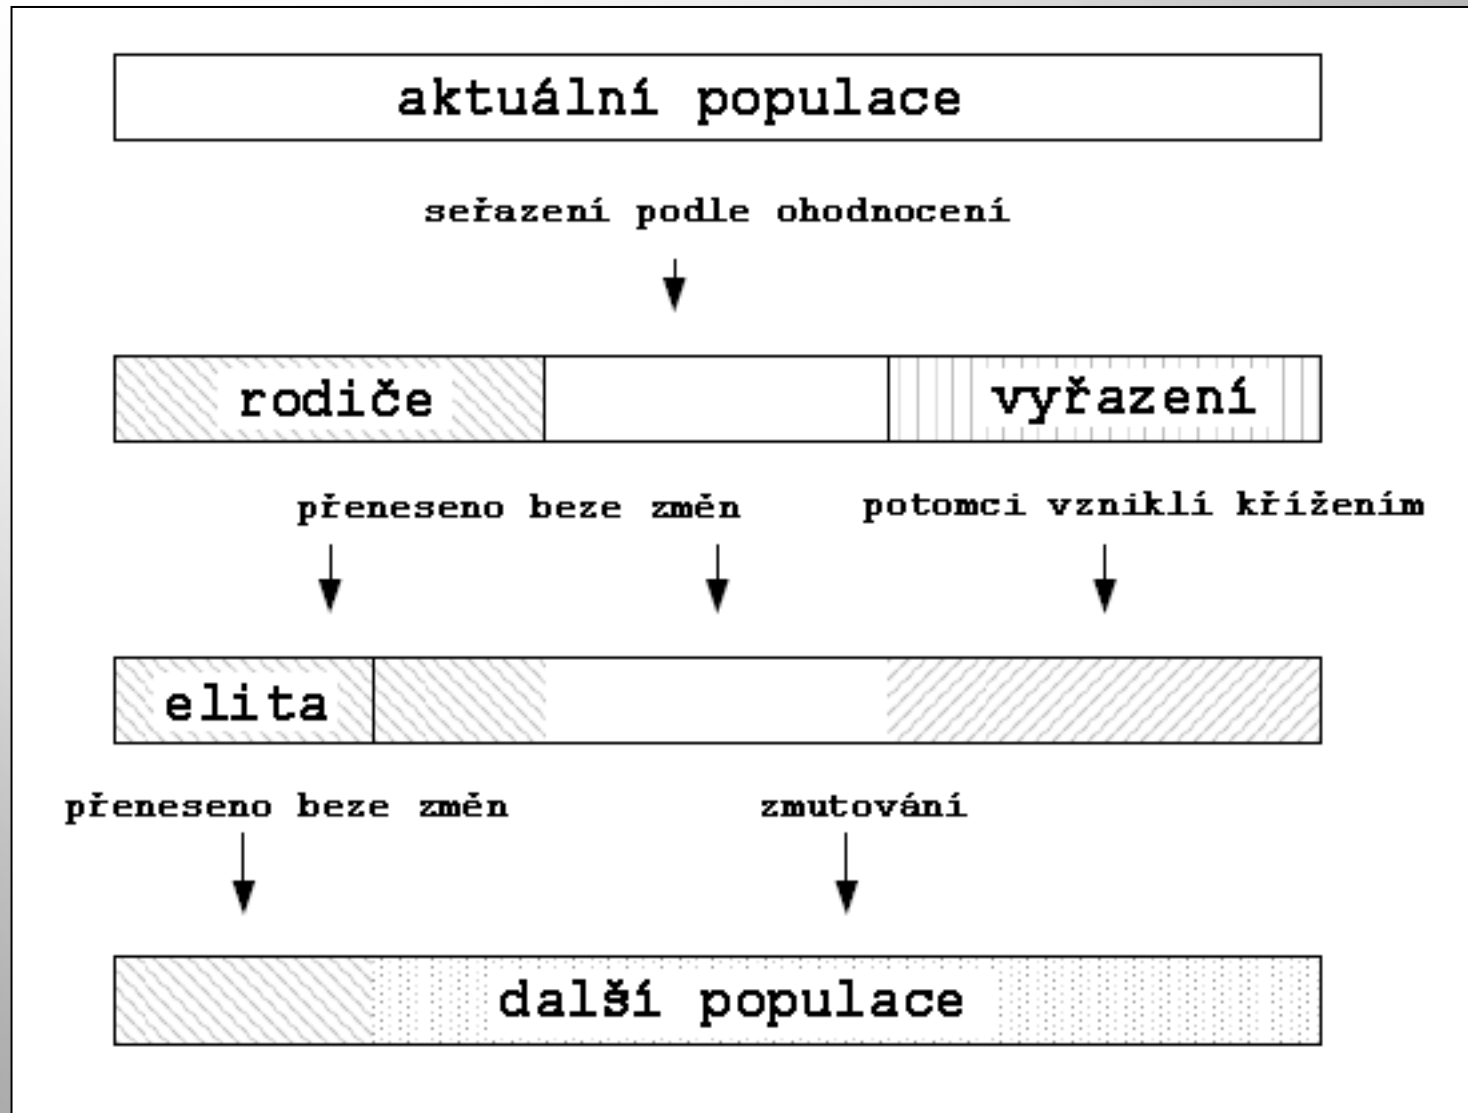 aktuální populace
seřazení podle ohodnocení
rodiče vyřazení
přeneseno beze změn potomci vzniklí křížením
elita
přeneseno beze změn zmutování
další populace